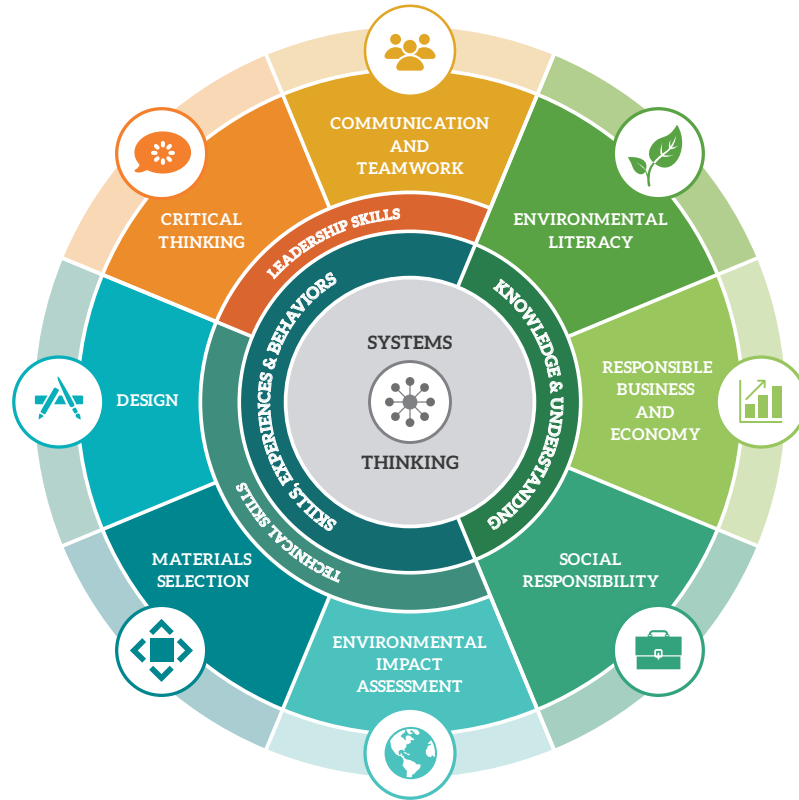 COMMUNICATION
AND
TEAMWORK
ENVIRONMENTAL
LITERACY
RESPONSIBLE
BUSINESS
AND
ECONOMY
SOCIAL
RESPONSIBILITY
ENVIRONMENTAL
IMPACT
ASSESSMENT
MATERIALS
SELECTION
DESIGN
CRITICAL
THINKING
LEADERSHIP SKILLS
TECHNICAL SKILLS
SKILLS, EXPERIENCES & BEHAVIORS
KNOWLEDGE & UNDERSTANDING
SYSTEMS
THINKING